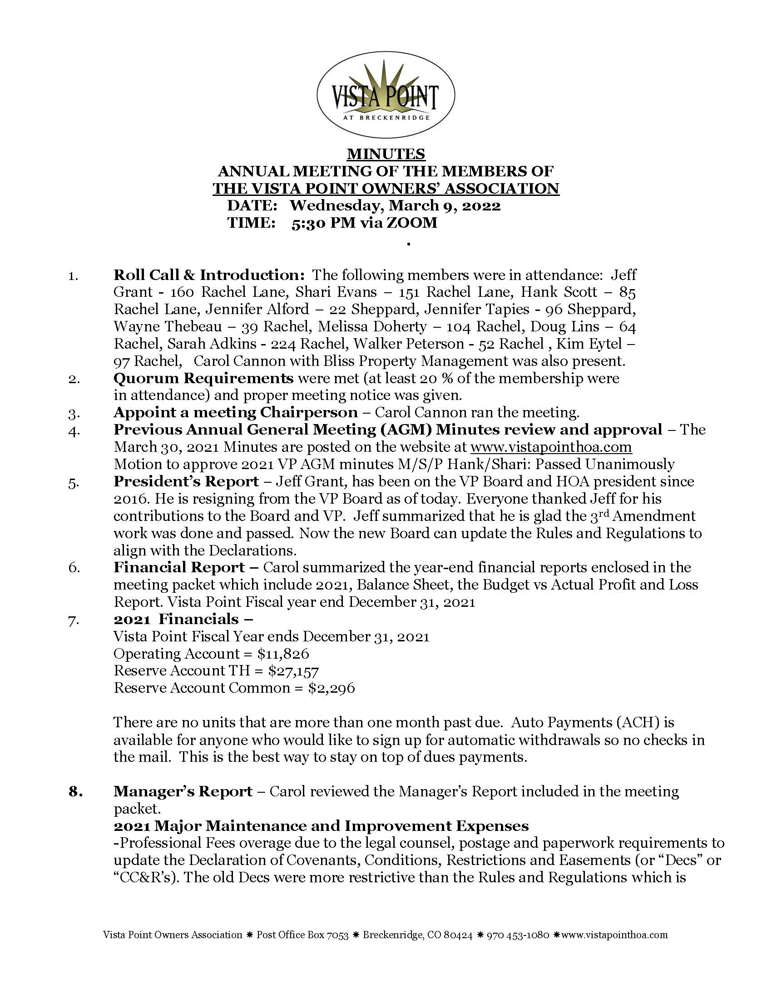 VISTA POINT
AT BRECKENRIDGE
MINUTES
ANNUAL MEETING OF THE MEMBERS OF
THE VISTA POINT OWNERS’ ASSOCIATION
DATE: Wednesday, March 9, 2022
TIME: 5:30 PM via ZOOM
.
1. Roll Call & Introduction: The following members were in attendance: Jeff
Grant - 160 Rachel Lane, Shari Evans – 151 Rachel Lane, Hank Scott – 85
Rachel Lane, Jennifer Alford – 22 Sheppard, Jennifer Tapies - 96 Sheppard,
Wayne Thebeau – 39 Rachel, Melissa Doherty – 104 Rachel, Doug Lins – 64
Rachel, Sarah Adkins - 224 Rachel, Walker Peterson - 52 Rachel , Kim Eytel –
97 Rachel, Carol Cannon with Bliss Property Management was also present.
2. Quorum Requirements were met (at least 20 % of the membership were
in attendance) and proper meeting notice was given.
3. Appoint a meeting Chairperson – Carol Cannon ran the meeting.
4. Previous Annual General Meeting (AGM) Minutes review and approval – The
March 30, 2021 Minutes are posted on the website at www.vistapointhoa.com
Motion to approve 2021 VP AGM minutes M/S/P Hank/Shari: Passed Unanimously
5. President’s Report – Jeff Grant, has been on the VP Board and HOA president since
2016. He is resigning from the VP Board as of today. Everyone thanked Jeff for his
contributions to the Board and VP. Jeff summarized that he is glad the 3rd Amendment
work was done and passed. Now the new Board can update the Rules and Regulations to
align with the Declarations.
6. Financial Report – Carol summarized the year-end financial reports enclosed in the
meeting packet which include 2021, Balance Sheet, the Budget vs Actual Profit and Loss
Report. Vista Point Fiscal year end December 31, 2021
7. 2021 Financials –
Vista Point Fiscal Year ends December 31, 2021
Operating Account = $11,826
Reserve Account TH = $27,157
Reserve Account Common = $2,296
There are no units that are more than one month past due. Auto Payments (ACH) is
available for anyone who would like to sign up for automatic withdrawals so no checks in
the mail. This is the best way to stay on top of dues payments.
8. Manager’s Report – Carol reviewed the Manager’s Report included in the meeting
packet.
2021 Major Maintenance and Improvement Expenses
-Professional Fees overage due to the legal counsel, postage and paperwork requirements to
update the Declaration of Covenants, Conditions, Restrictions and Easements (or “Decs” or
“CC&R’s). The old Decs were more restrictive than the Rules and Regulations which is
Vista Point Owners Association ✷ Post Office Box 7053 ✷ Breckenridge, CO 80424 ✷ 970 453-1080 ✷www.vistapointhoa.com